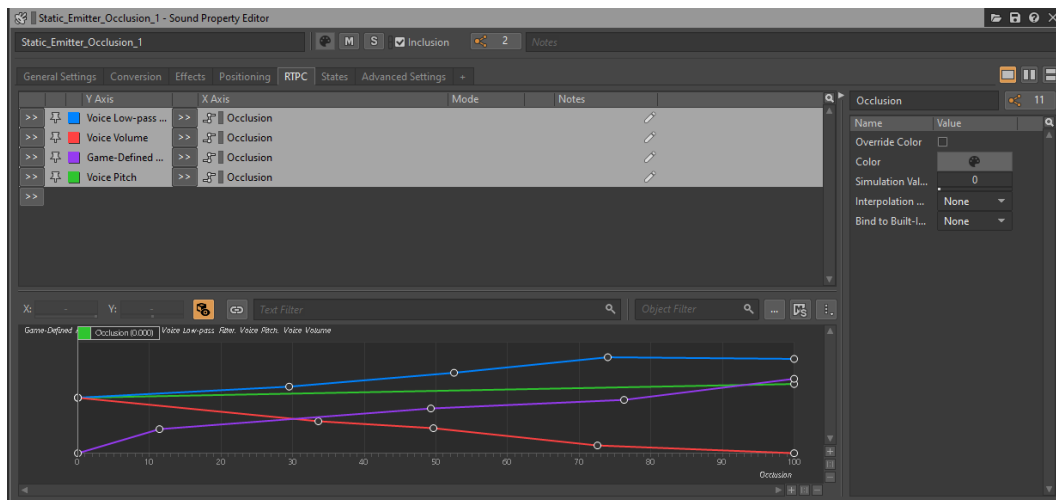 Static_Emitter_Occlusion_1 - Sound Property Editor
Static_Emitter_Occlusion_1
M S Inclusion 2 Notes
General Settings Conversion Effects Positioning RTPC States Advanced Settings +
Y Axis X Axis Mode Notes
>> Voice Low-pass ... >> Occlusion
>> Voice Volume >> Occlusion
>> Game-Defined ... >> Occlusion
>> Voice Pitch >> Occlusion
>>
Occlusion 11
Name Value
Override Color
Color
Simulation Val... 0
Interpolation ... None
Bind to Built-I... None
X: - Y: - Text Filter Object Filter ...
Game-Defined Occlusion (0.000) Voice Low-pass Filter, Voice Pitch, Voice Volume
0 10 20 30 40 50 60 70 80 90 100
Occlusion